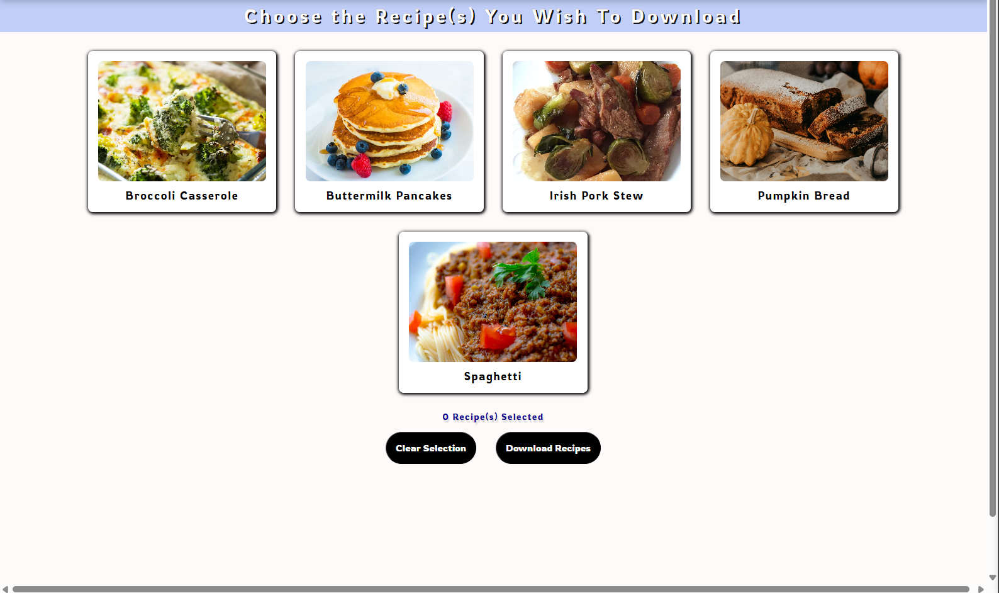 Choose the Recipe(s) You Wish To Download
Broccoli Casserole
Buttermilk Pancakes
Irish Pork Stew
Pumpkin Bread
Spaghetti
0 Recipe(s) Selected
Clear Selection
Download Recipes